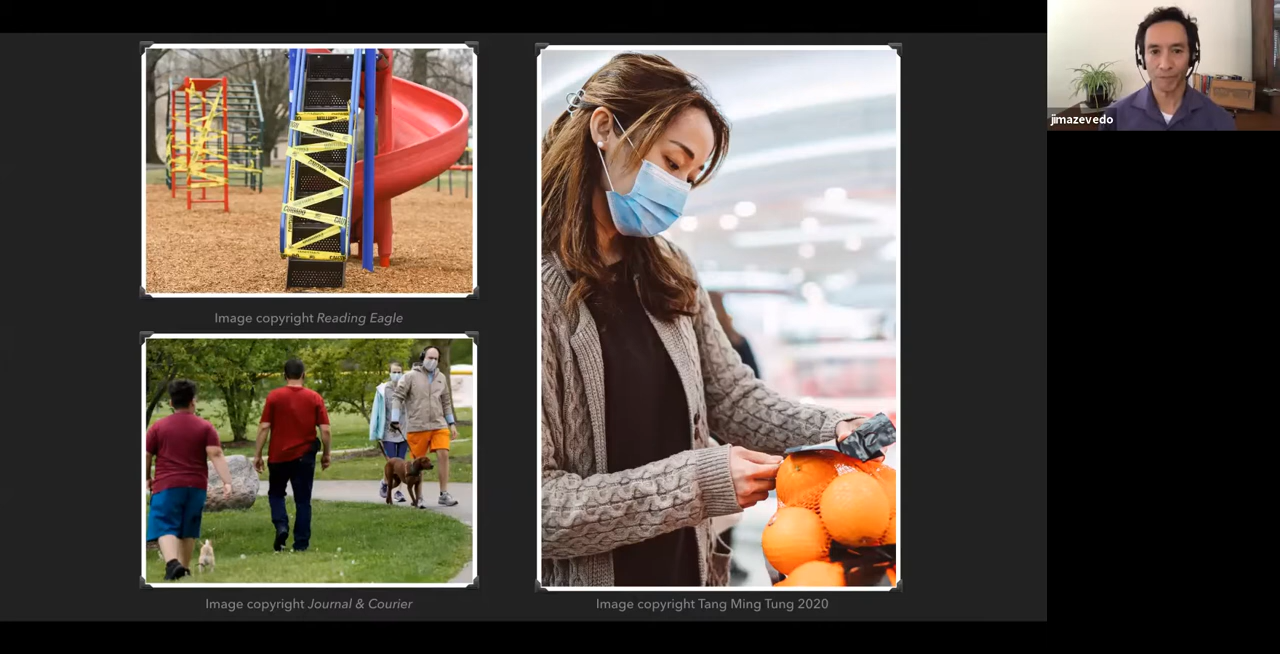 Image copyright Reading Eagle
Image copyright Journal & Courier
Image copyright Tang Ming Tung 2020
jimazevedo